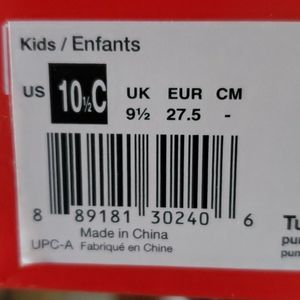 Kids / Enfants
US 10½C UK EUR CM
9½ 27.5 -
8 89181 30240 6
Made in China
UPC-A Fabriqué en Chine